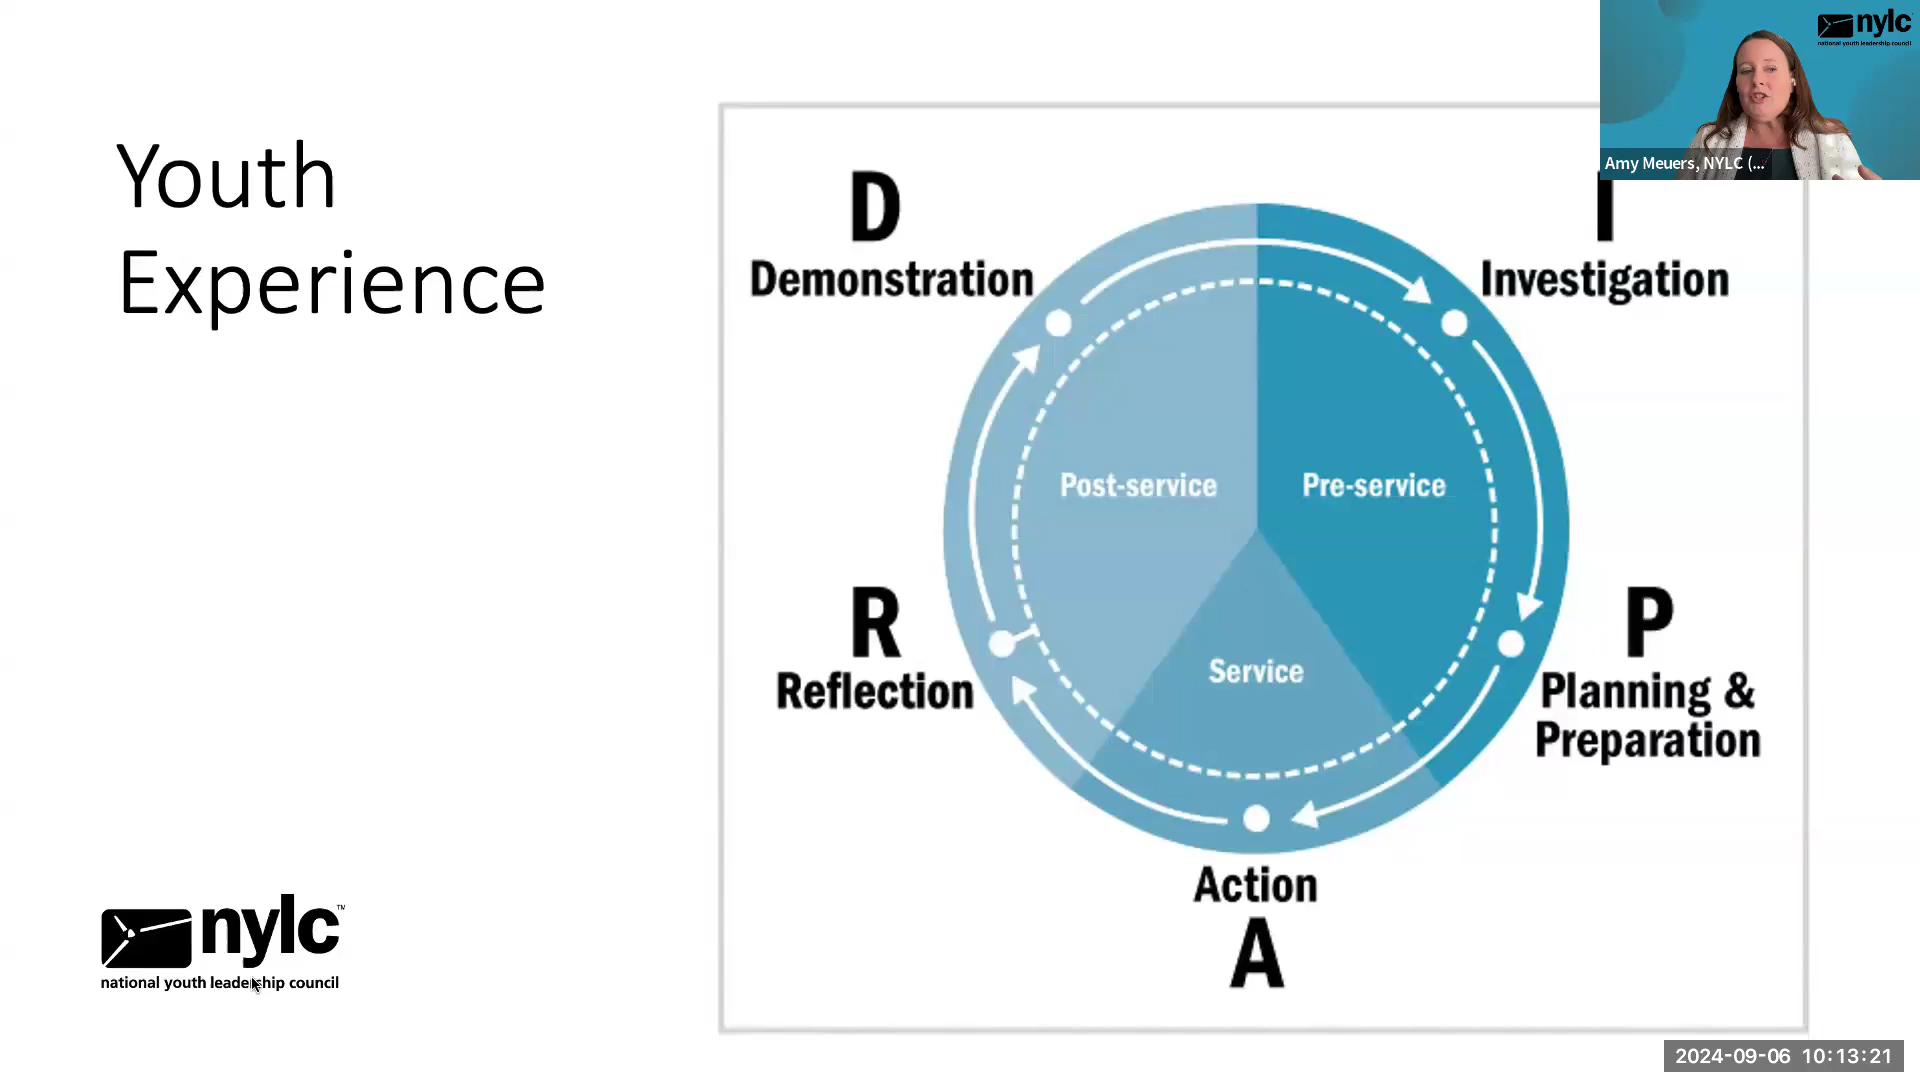 Youth
Experience
nylc
national youth leadership council
Amy Meuers, NYLC (...
D
Demonstration
I
Investigation
Post-service
Pre-service
R
Reflection
P
Planning &
Preparation
Service
Action
A
nylc™
national youth leadership council
2024-09-06 10:13:21